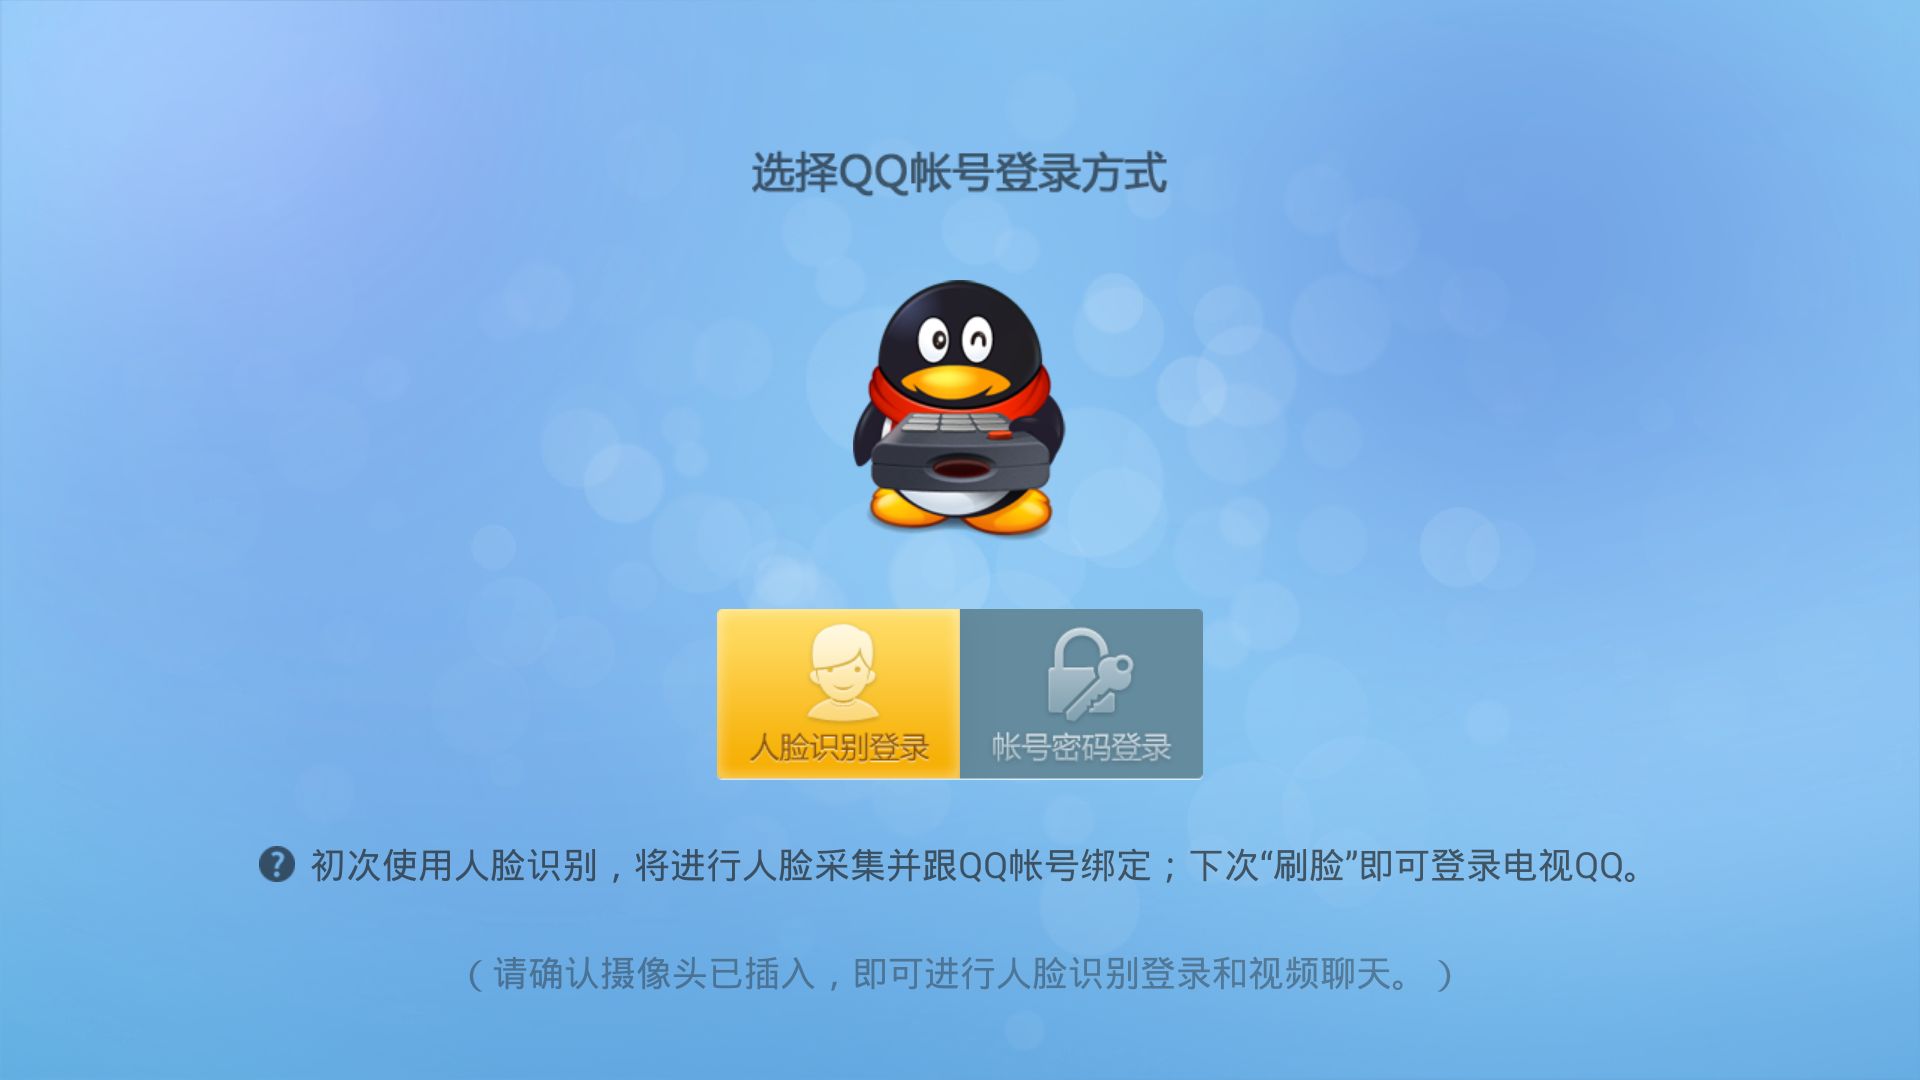 选择QQ帐号登录方式
人脸识别登录
帐号密码登录
? 初次使用人脸识别，将进行人脸采集并跟QQ帐号绑定；下次“刷脸”即可登录电视QQ。
（请确认摄像头已插入，即可进行人脸识别登录和视频聊天。）